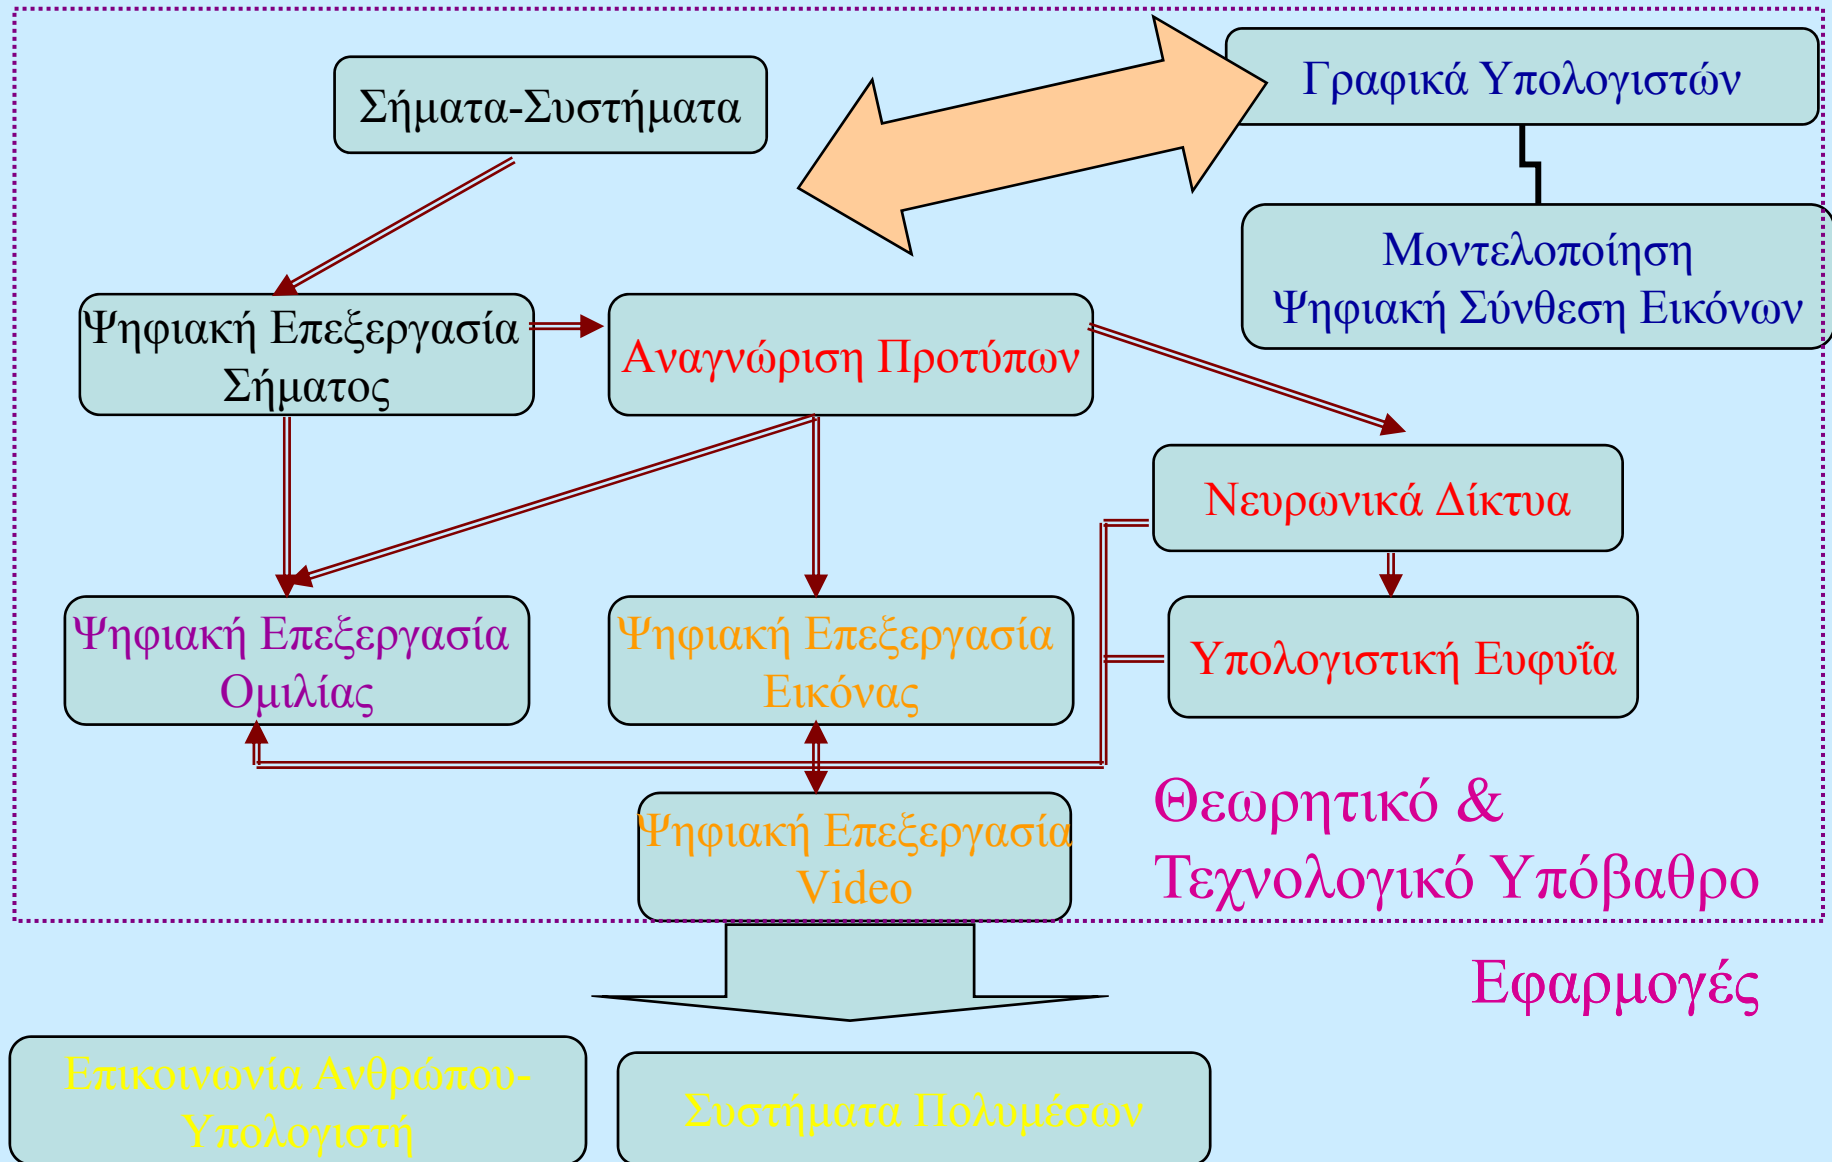 Σήματα-Συστήματα
Γραφικά Υπολογιστών
Μοντελοποίηση
Ψηφιακή Σύνθεση Εικόνων
Ψηφιακή Επεξεργασία
Σήματος
Αναγνώριση Προτύπων
Νευρωνικά Δίκτυα
Ψηφιακή Επεξεργασία
Ομιλίας
Ψηφιακή Επεξεργασία
Εικόνας
Υπολογιστική Ευφυΐα
Ψηφιακή Επεξεργασία
Video
Θεωρητικό &
Τεχνολογικό Υπόβαθρο
Εφαρμογές
Επικοινωνία Ανθρώπου-
Υπολογιστή
Συστήματα Πολυμέσων